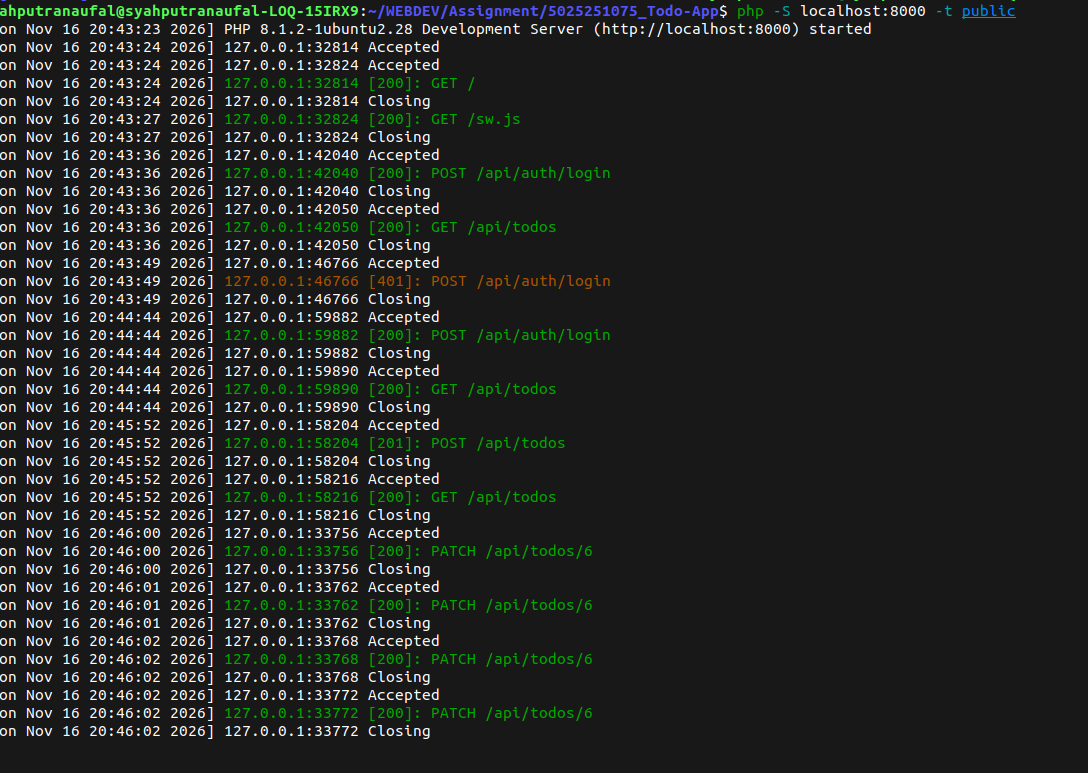 ahputranaufal@syahputranaufal-LOQ-15IRX9:~/WEBDEV/Assignment/5025251075_Todo-App$ php -S localhost:8000 -t public
on Nov 16 20:43:23 2026] PHP 8.1.2-1ubuntu2.28 Development Server (http://localhost:8000) started
on Nov 16 20:43:24 2026] 127.0.0.1:32814 Accepted
on Nov 16 20:43:24 2026] 127.0.0.1:32824 Accepted
on Nov 16 20:43:24 2026] 127.0.0.1:32814 [200]: GET /
on Nov 16 20:43:24 2026] 127.0.0.1:32814 Closing
on Nov 16 20:43:27 2026] 127.0.0.1:32824 [200]: GET /sw.js
on Nov 16 20:43:27 2026] 127.0.0.1:32824 Closing
on Nov 16 20:43:36 2026] 127.0.0.1:42040 Accepted
on Nov 16 20:43:36 2026] 127.0.0.1:42040 [200]: POST /api/auth/login
on Nov 16 20:43:36 2026] 127.0.0.1:42040 Closing
on Nov 16 20:43:36 2026] 127.0.0.1:42050 Accepted
on Nov 16 20:43:36 2026] 127.0.0.1:42050 [200]: GET /api/todos
on Nov 16 20:43:36 2026] 127.0.0.1:42050 Closing
on Nov 16 20:43:49 2026] 127.0.0.1:46766 Accepted
on Nov 16 20:43:49 2026] 127.0.0.1:46766 [401]: POST /api/auth/login
on Nov 16 20:43:49 2026] 127.0.0.1:46766 Closing
on Nov 16 20:44:44 2026] 127.0.0.1:59882 Accepted
on Nov 16 20:44:44 2026] 127.0.0.1:59882 [200]: POST /api/auth/login
on Nov 16 20:44:44 2026] 127.0.0.1:59882 Closing
on Nov 16 20:44:44 2026] 127.0.0.1:59890 Accepted
on Nov 16 20:44:44 2026] 127.0.0.1:59890 [200]: GET /api/todos
on Nov 16 20:44:44 2026] 127.0.0.1:59890 Closing
on Nov 16 20:45:52 2026] 127.0.0.1:58204 Accepted
on Nov 16 20:45:52 2026] 127.0.0.1:58204 [201]: POST /api/todos
on Nov 16 20:45:52 2026] 127.0.0.1:58204 Closing
on Nov 16 20:45:52 2026] 127.0.0.1:58216 Accepted
on Nov 16 20:45:52 2026] 127.0.0.1:58216 [200]: GET /api/todos
on Nov 16 20:45:52 2026] 127.0.0.1:58216 Closing
on Nov 16 20:46:00 2026] 127.0.0.1:33756 Accepted
on Nov 16 20:46:00 2026] 127.0.0.1:33756 [200]: PATCH /api/todos/6
on Nov 16 20:46:00 2026] 127.0.0.1:33756 Closing
on Nov 16 20:46:01 2026] 127.0.0.1:33762 Accepted
on Nov 16 20:46:01 2026] 127.0.0.1:33762 [200]: PATCH /api/todos/6
on Nov 16 20:46:01 2026] 127.0.0.1:33762 Closing
on Nov 16 20:46:02 2026] 127.0.0.1:33768 Accepted
on Nov 16 20:46:02 2026] 127.0.0.1:33768 [200]: PATCH /api/todos/6
on Nov 16 20:46:02 2026] 127.0.0.1:33768 Closing
on Nov 16 20:46:02 2026] 127.0.0.1:33772 Accepted
on Nov 16 20:46:02 2026] 127.0.0.1:33772 [200]: PATCH /api/todos/6
on Nov 16 20:46:02 2026] 127.0.0.1:33772 Closing